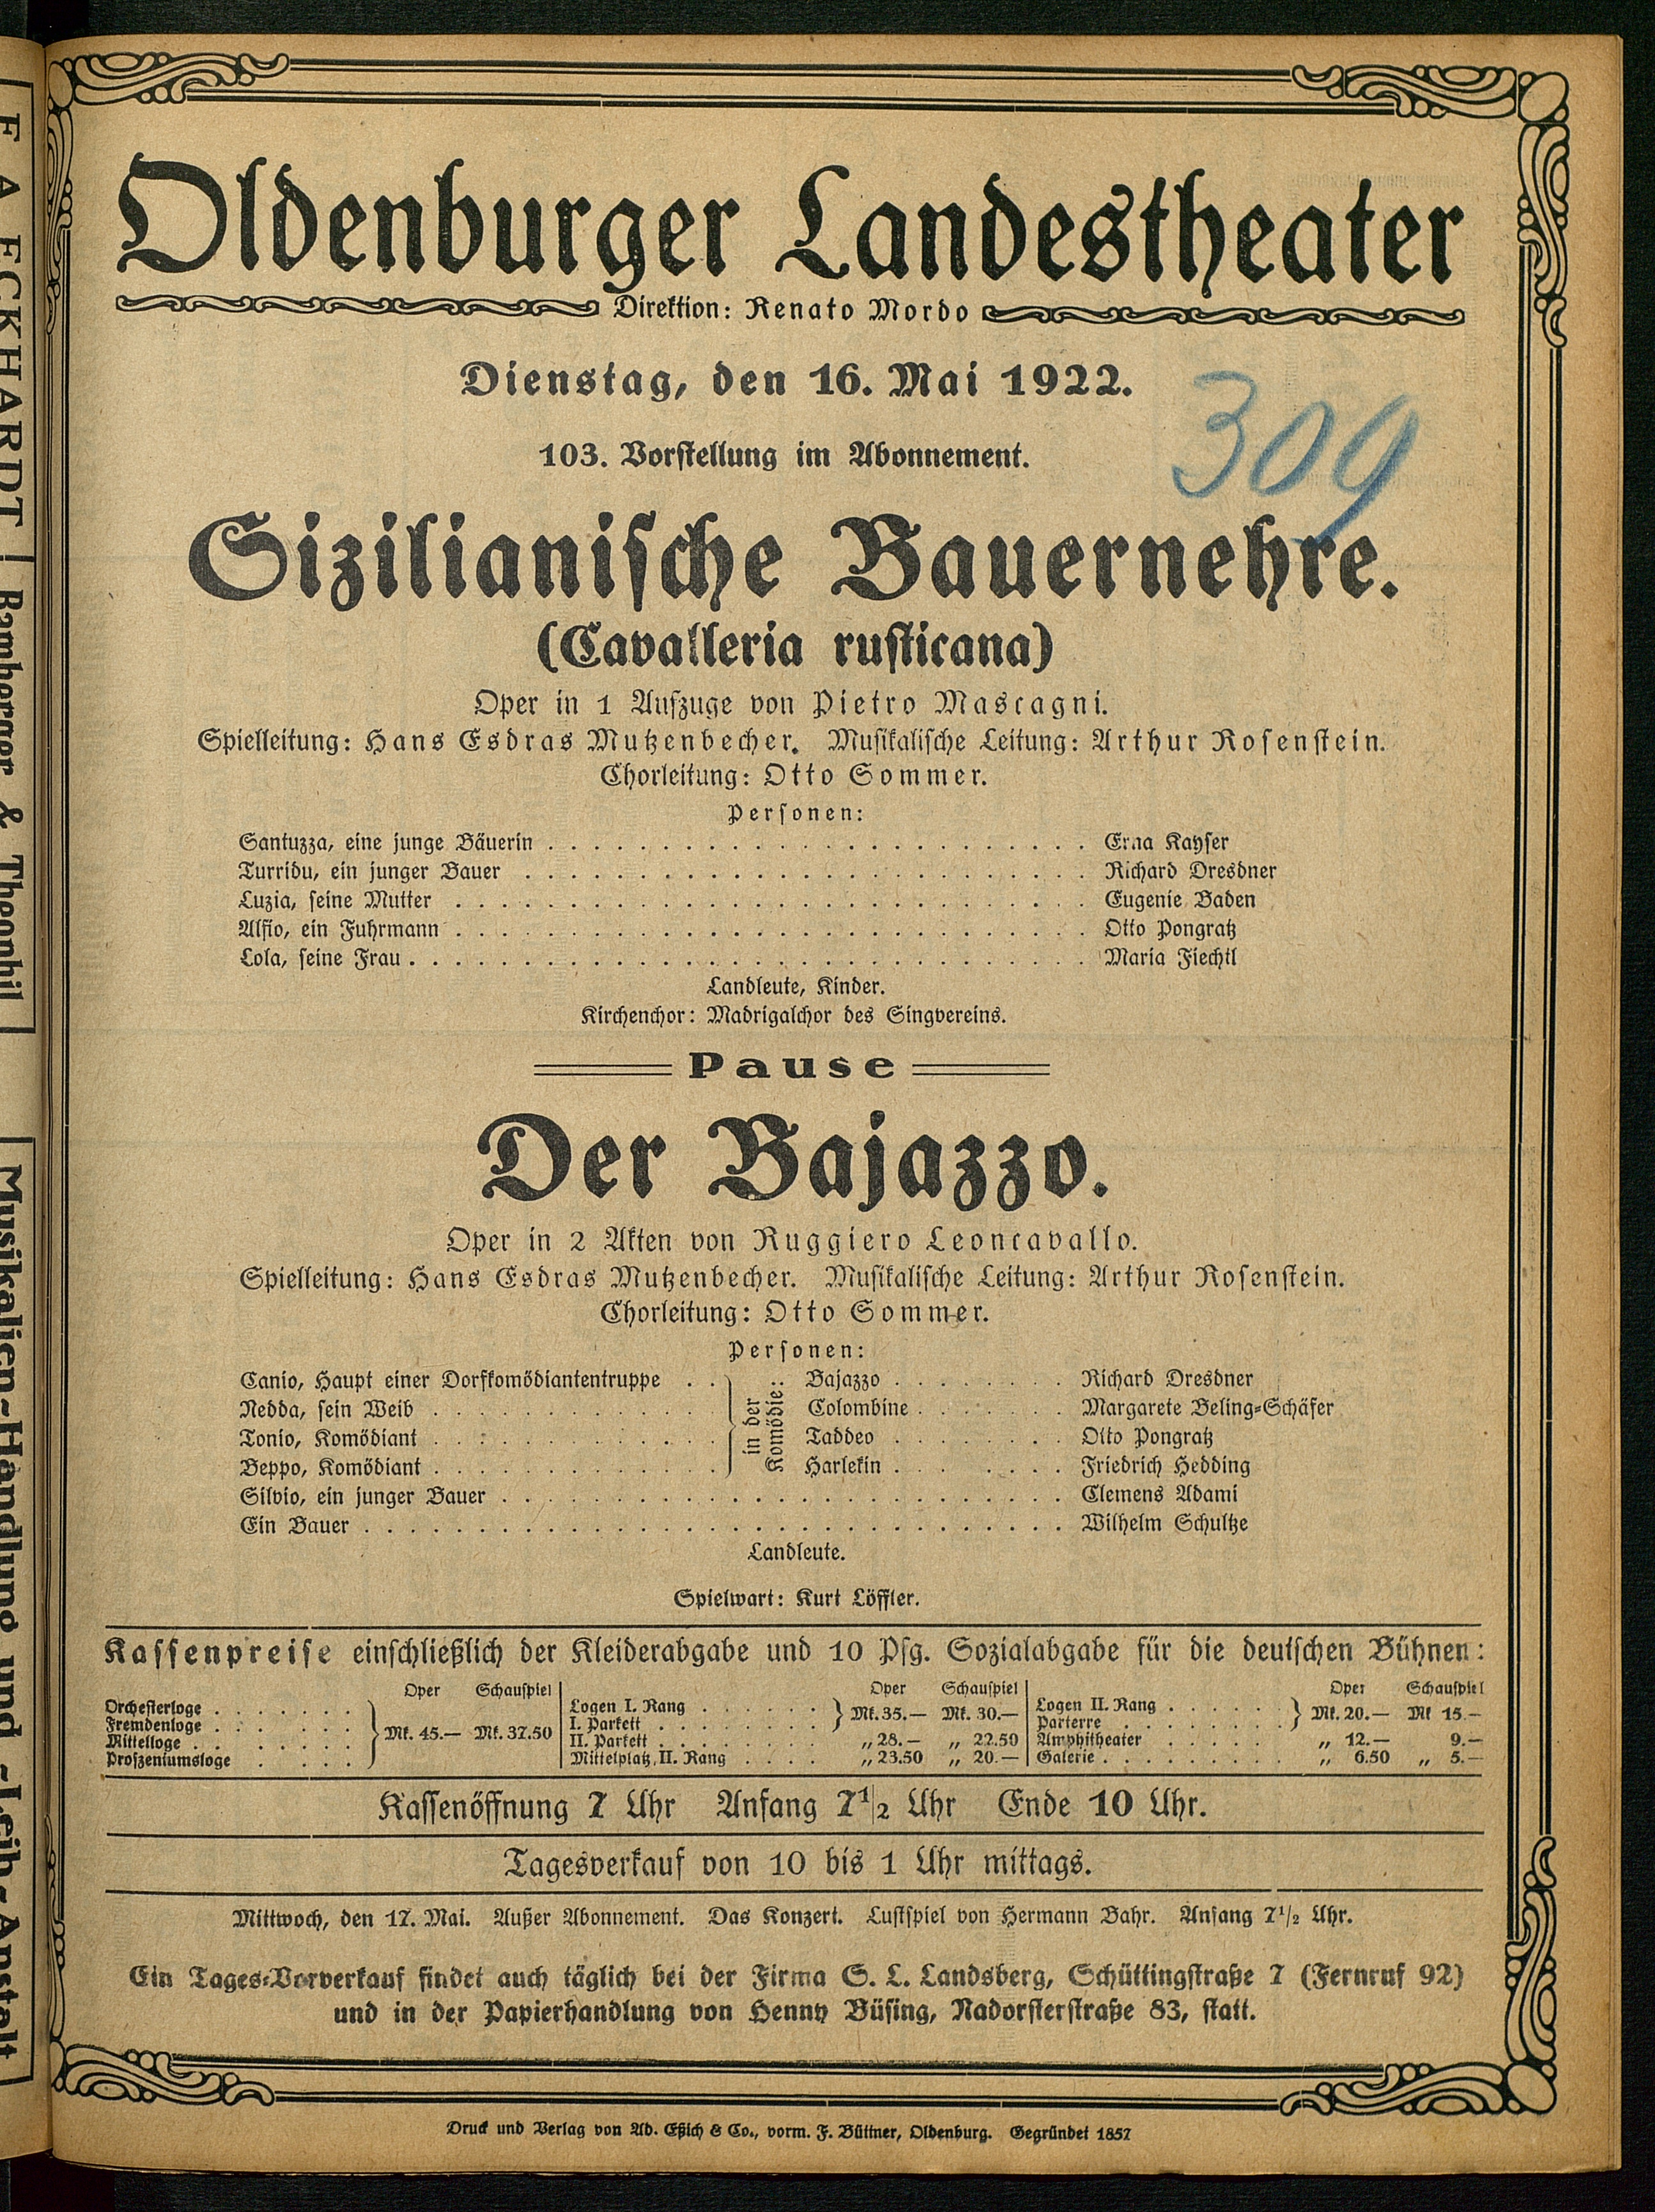 Oldenburger Landestheater
Direktion: Renato Mordo
Dienstag, den 16. Mai 1922.
309
103. Vorstellung im Abonnement.
Sizilianische Bauernehre.
(Cavalleria rusticana)
Oper in 1 Aufzuge von Pietro Mascagni.
Spielleitung: Hans Esdras Mutzenbecher. Musikalische Leitung: Arthur Rosenstein.
Chorleitung: Otto Sommer.
Personen:
Santuzza, eine junge Bäuerin . . . Erna Kayser
Turridu, ein junger Bauer . . . Richard Dresdner
Luzia, seine Mutter . . . Eugenie Baden
Alfio, ein Fuhrmann . . . Otto Pongratz
Lola, seine Frau . . . Maria Fiechtl
Landleute, Kinder.
Kirchenchor: Madrigalchor des Singvereins.
Pause
Der Bajazzo.
Oper in 2 Akten von Ruggiero Leoncavallo.
Spielleitung: Hans Esdras Mutzenbecher. Musikalische Leitung: Arthur Rosenstein.
Chorleitung: Otto Sommer.
Personen:
Canio, Haupt einer Dorfkomödiantentruppe . . Bajazzo . . . Richard Dresdner
Nedda, sein Weib . . . Colombine . . . Margarete Beling-Schäfer
in der Komödie:
Tonio, Komödiant . . . Taddeo . . . Otto Pongratz
Beppo, Komödiant . . . Harlekin . . . Friedrich Hedding
Silvio, ein junger Bauer . . . Clemens Adami
Ein Bauer . . . Wilhelm Schultze
Landleute.
Spielwart: Kurt Löffler.
Kassenpreise einschließlich der Kleiderabgabe und 10 Pfg. Sozialabgabe für die deutschen Bühnen:
Oper Schauspiel
Orchesterloge . . .
Fremdenloge . . .
Mittelloge . . .
Proszeniumsloge . . .
Mk. 45.— Mk. 37.50
Oper Schauspiel
Logen I. Rang . . .
I. Parkett . . .
Mk. 35.— Mk. 30.—
II. Parkett . . . „ 28.— „ 22.50
Mittelplatz, II. Rang . . . „ 23.50 „ 20.—
Oper Schauspiel
Logen II. Rang . . .
Parterre . . .
Mk. 20.— Mk 15.—
Amphitheater . . . „ 12.— 9.—
Galerie . . . „ 6.50 „ 5.—
Kassenöffnung 7 Uhr Anfang 7 1/2 Uhr Ende 10 Uhr.
Tagesverkauf von 10 bis 1 Uhr mittags.
Mittwoch, den 17. Mai. Außer Abonnement. Das Konzert. Lustspiel von Hermann Bahr. Anfang 7 1/2 Uhr.
Ein Tages-Vorverkauf findet auch täglich bei der Firma S. L. Landsberg, Schüttingstraße 7 (Fernruf 92)
und in der Papierhandlung von Henny Büsing, Nadorsterstraße 83, statt.
Druck und Verlag von Ad. Eßich & Co., vorm. F. Büttner, Oldenburg. Gegründet 1857
F A ECKHARDT
Bamberger & Theophil
Musikalien-Handlung und -Leih-Anstalt